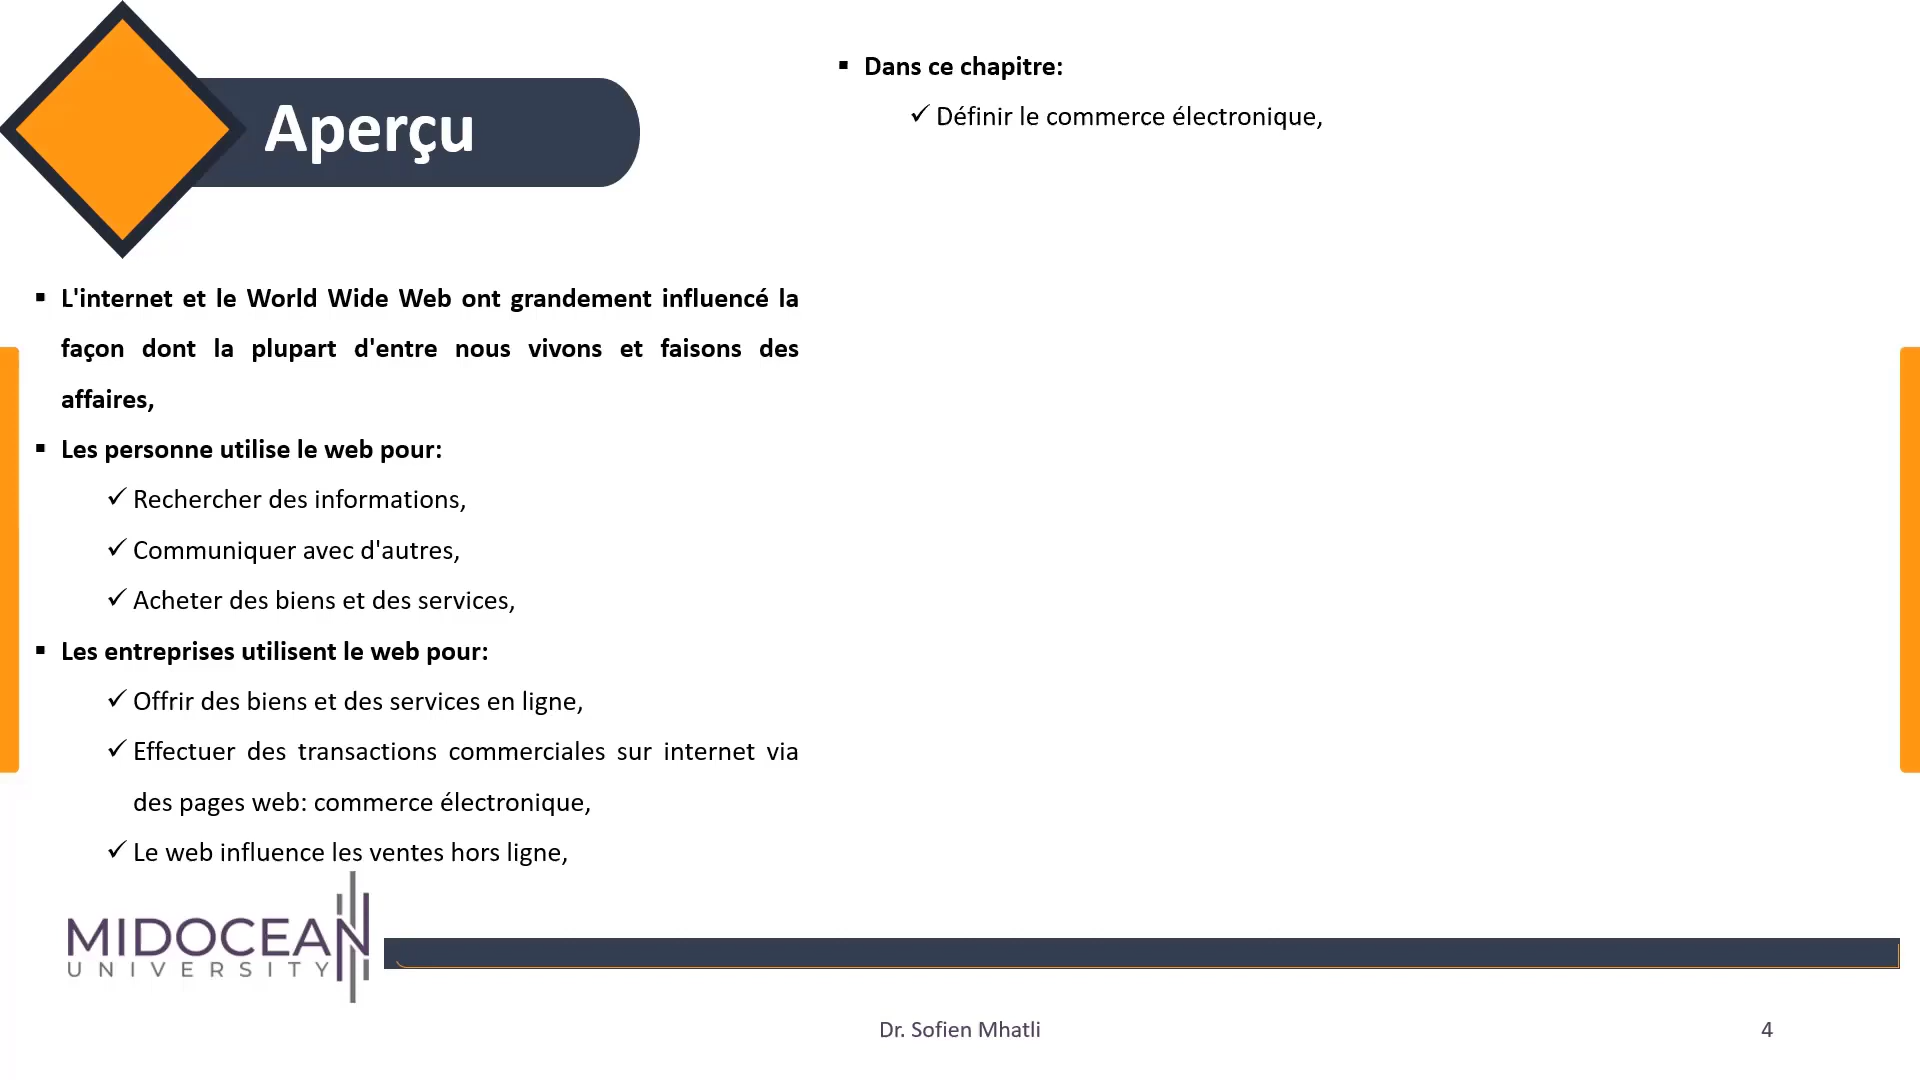 Aperçu
▪ L'internet et le World Wide Web ont grandement influencé la
façon dont la plupart d'entre nous vivons et faisons des
affaires,
▪ Les personne utilise le web pour:
✓ Rechercher des informations,
✓ Communiquer avec d'autres,
✓ Acheter des biens et des services,
▪ Les entreprises utilisent le web pour:
✓ Offrir des biens et des services en ligne,
✓ Effectuer des transactions commerciales sur internet via
des pages web: commerce électronique,
✓ Le web influence les ventes hors ligne,
▪ Dans ce chapitre:
✓ Définir le commerce électronique,
MIDOCEAN
UNIVERSITY
Dr. Sofien Mhatli
4